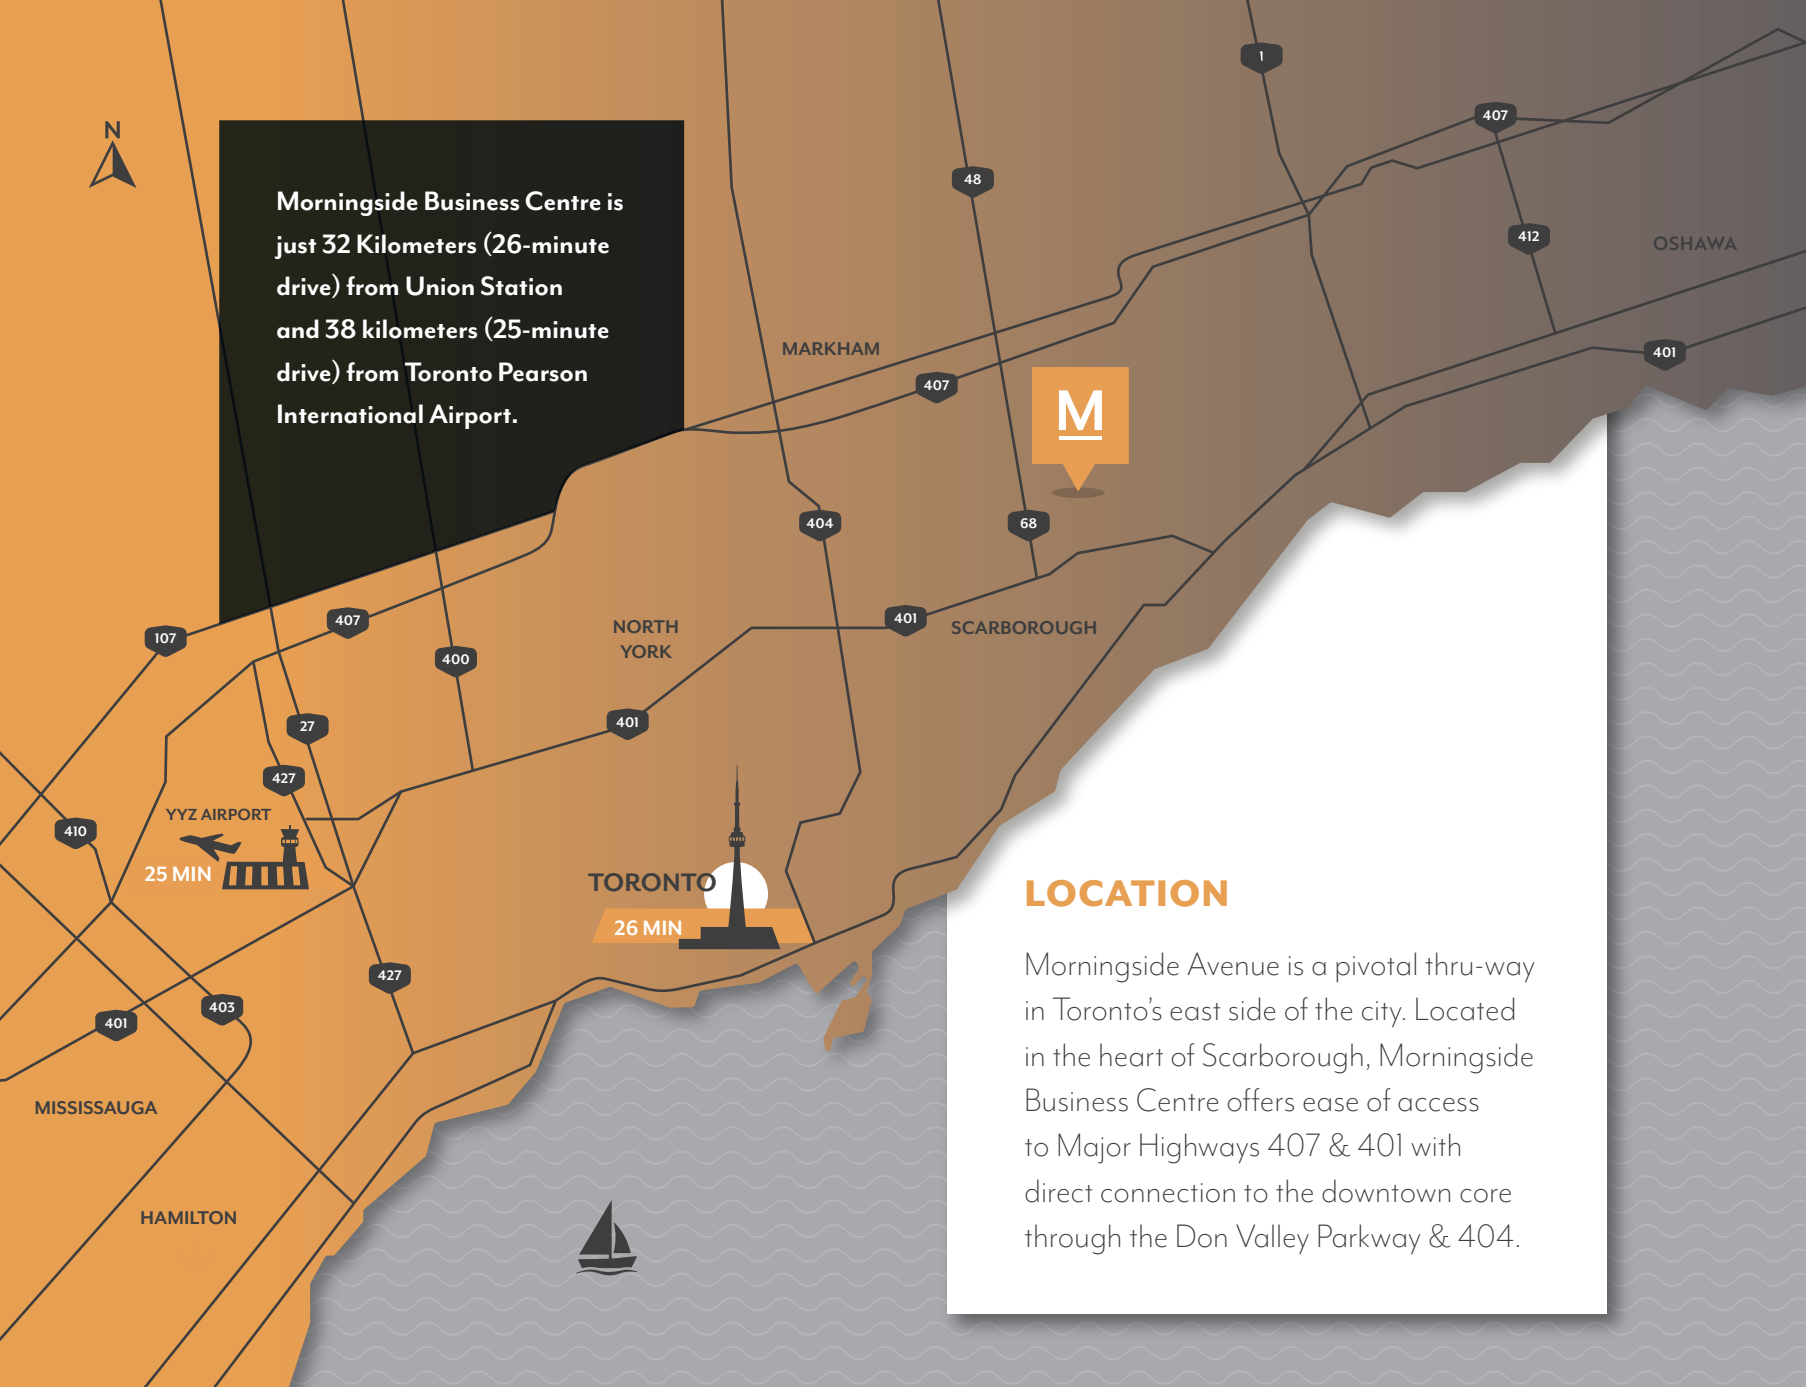 N
Morningside Business Centre is
just 32 Kilometers (26-minute
drive) from Union Station
and 38 kilometers (25-minute
drive) from Toronto Pearson
International Airport.
1
407
48
412
OSHAWA
MARKHAM
401
407
M
404
68
107
407
400
NORTH
YORK
401
SCARBOROUGH
27
401
427
YYZ AIRPORT
410
25 MIN
TORONTO
26 MIN
427
403
401
MISSISSAUGA
HAMILTON
LOCATION
Morningside Avenue is a pivotal thru-way
in Toronto’s east side of the city. Located
in the heart of Scarborough, Morningside
Business Centre offers ease of access
to Major Highways 407 & 401 with
direct connection to the downtown core
through the Don Valley Parkway & 404.